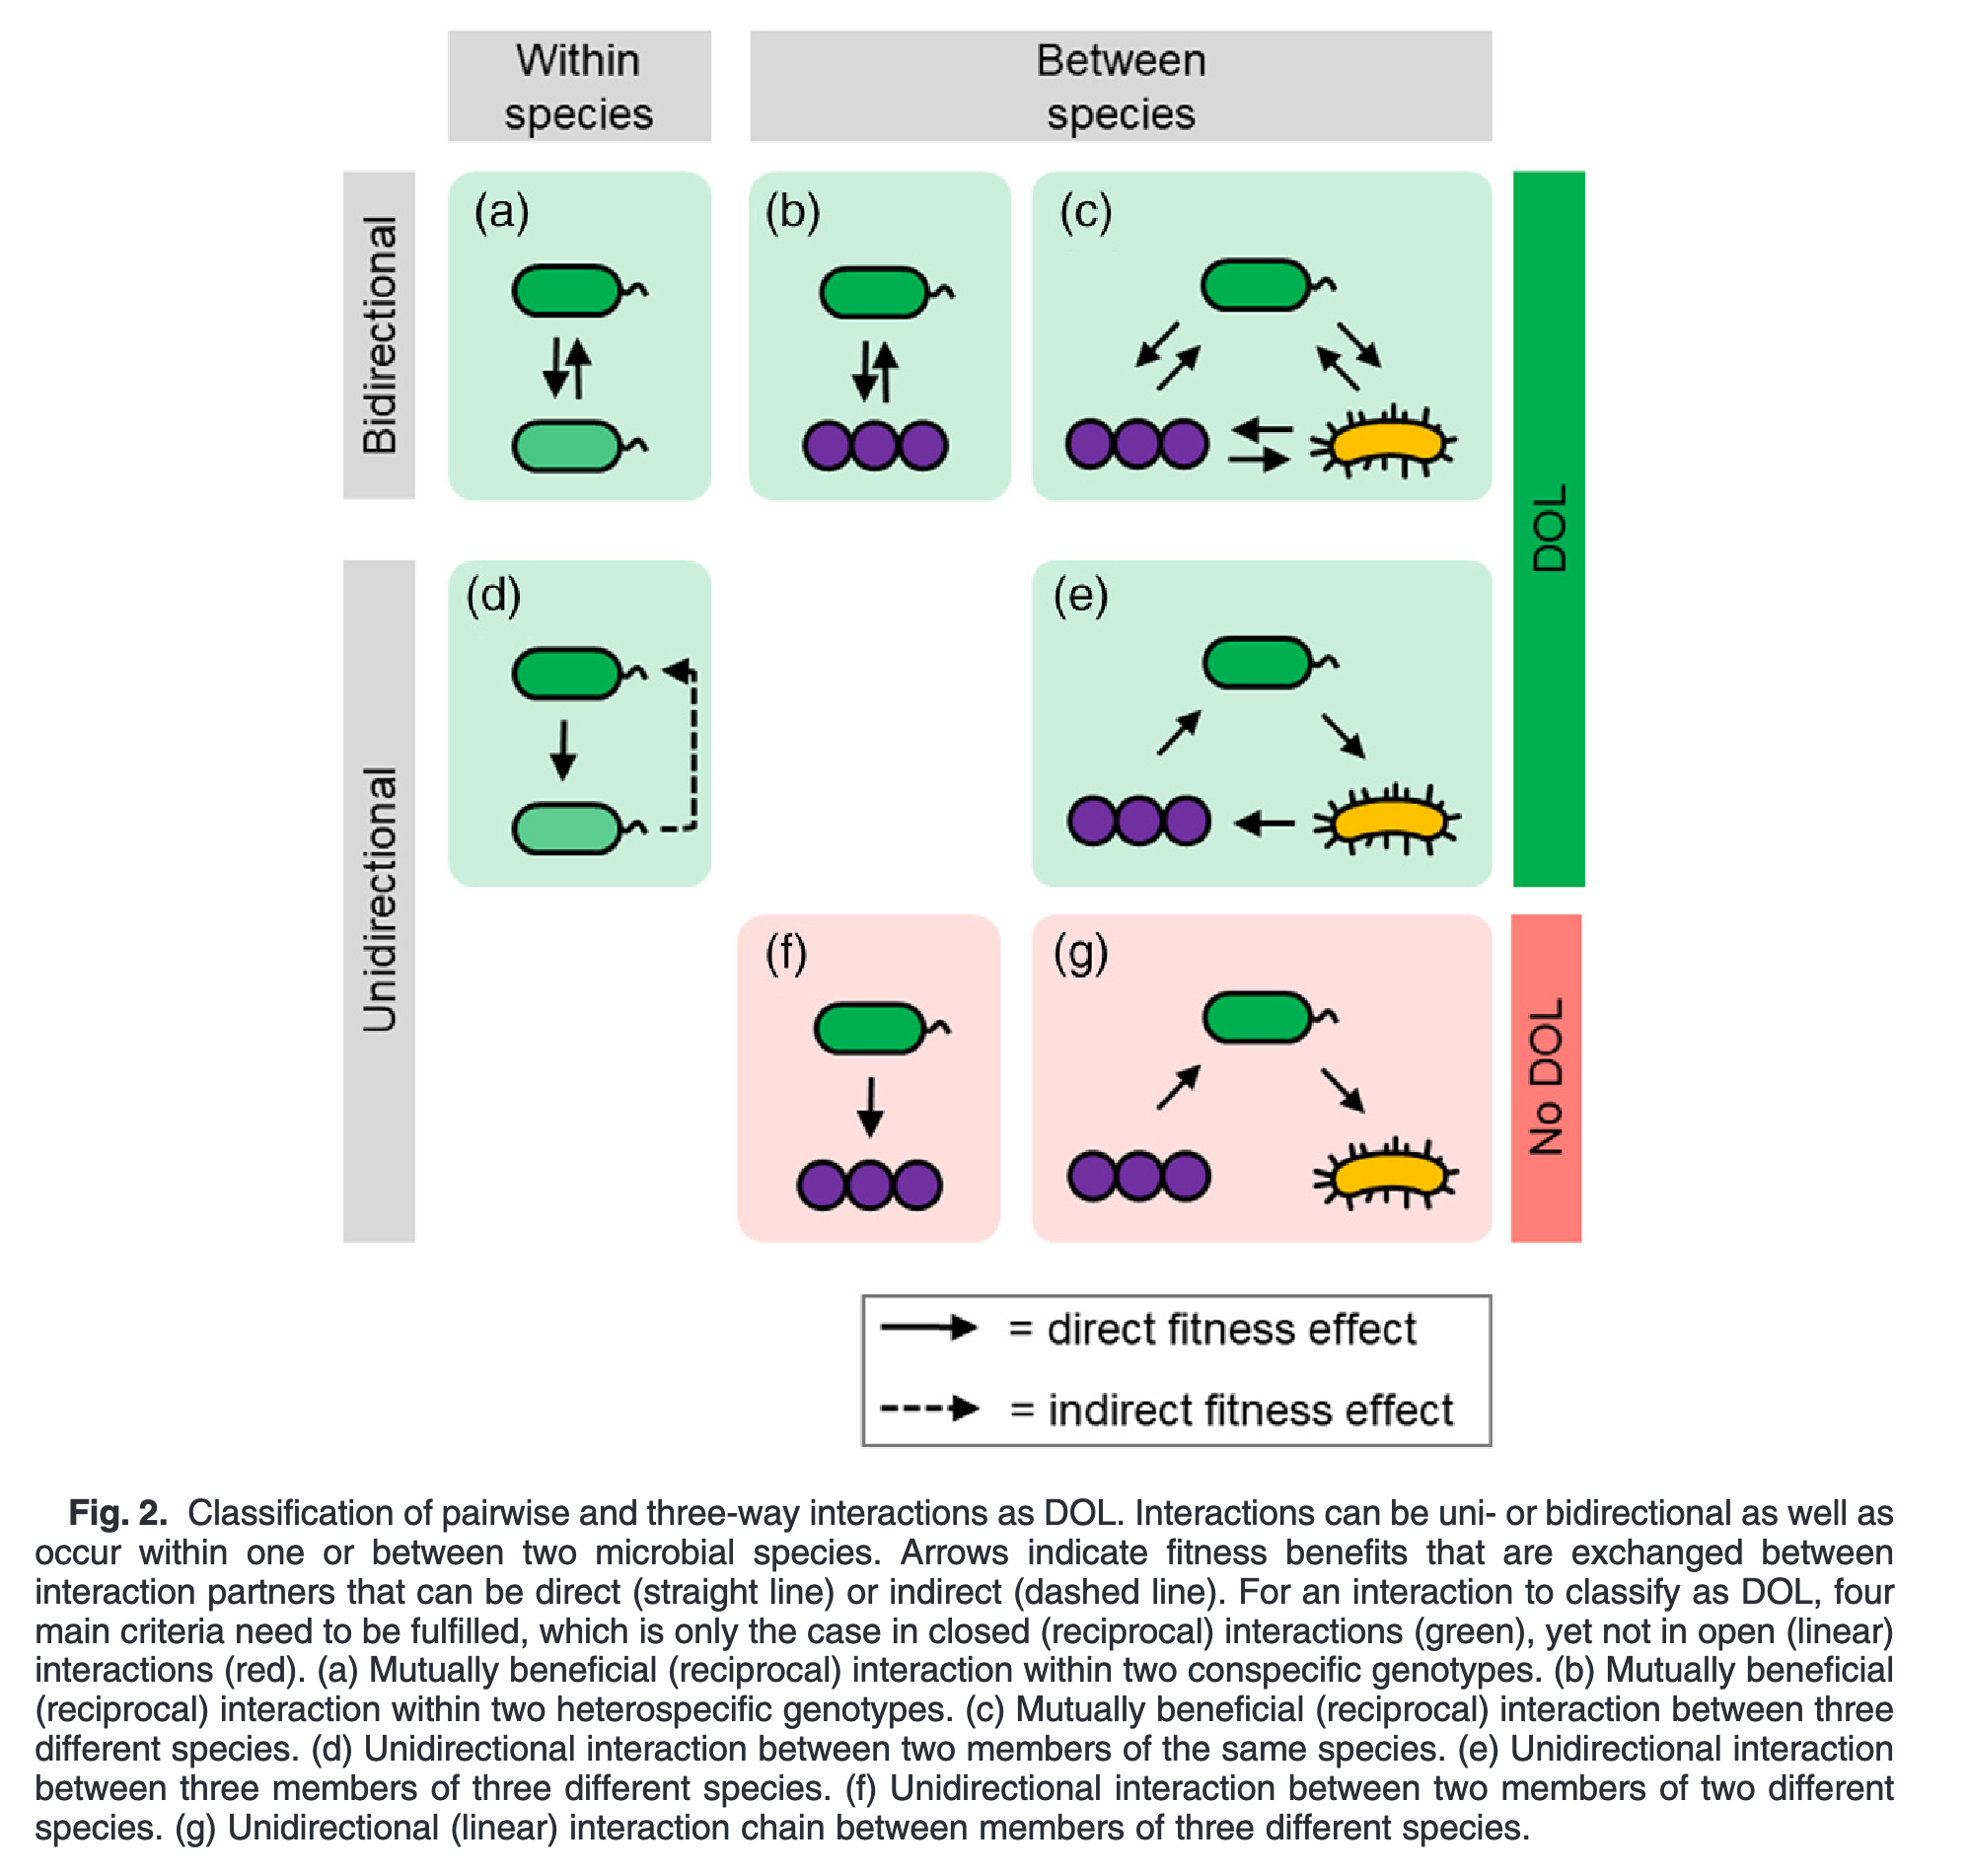 Within
species
Between
species
Bidirectional
(a)
(b)
(c)
DOL
Unidirectional
(d)
(e)
(f)
(g)
No DOL
= direct fitness effect
= indirect fitness effect
Fig. 2. Classification of pairwise and three-way interactions as DOL. Interactions can be uni- or bidirectional as well as
occur within one or between two microbial species. Arrows indicate fitness benefits that are exchanged between
interaction partners that can be direct (straight line) or indirect (dashed line). For an interaction to classify as DOL, four
main criteria need to be fulfilled, which is only the case in closed (reciprocal) interactions (green), yet not in open (linear)
interactions (red). (a) Mutually beneficial (reciprocal) interaction within two conspecific genotypes. (b) Mutually beneficial
(reciprocal) interaction within two heterospecific genotypes. (c) Mutually beneficial (reciprocal) interaction between three
different species. (d) Unidirectional interaction between two members of the same species. (e) Unidirectional interaction
between three members of three different species. (f) Unidirectional interaction between two members of two different
species. (g) Unidirectional (linear) interaction chain between members of three different species.